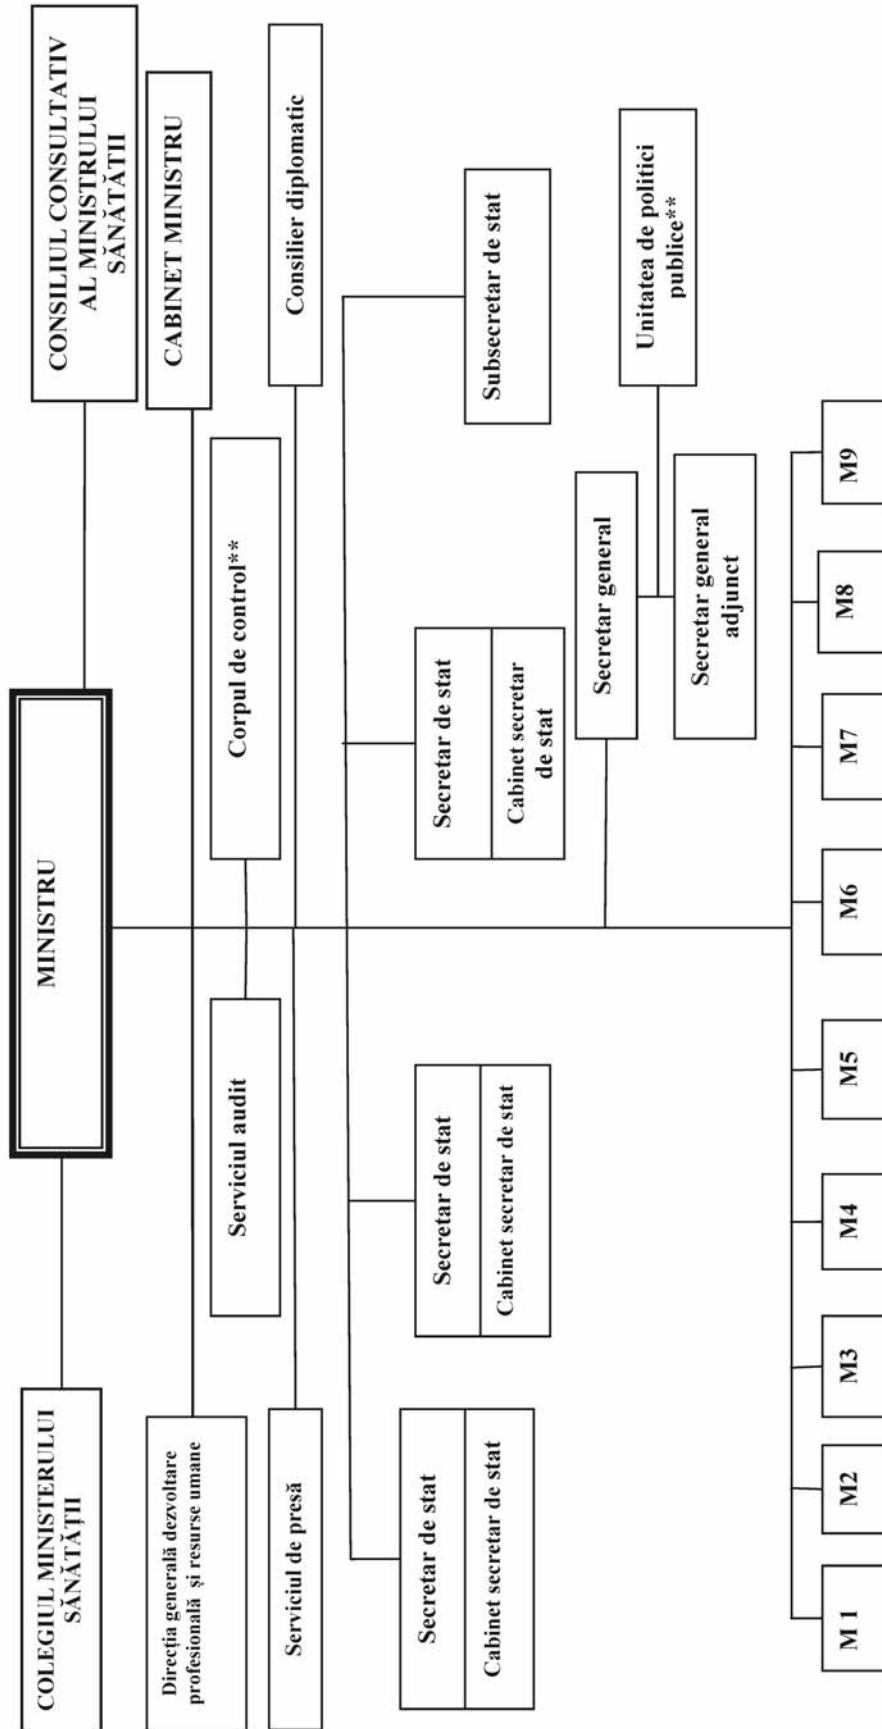 COLEGIUL MINISTERULUI
SĂNĂTĂȚII
MINISTRU
CONSILIUL CONSULTATIV
AL MINISTRULUI
SĂNĂTĂTII
Direcția generală dezvoltare
profesională și resurse umane
CABINET MINISTRU
Serviciul audit
Corpul de control**
Serviciul de presă
Consilier diplomatic
Secretar de stat
Cabinet secretar de stat
Secretar de stat
Cabinet secretar de stat
Secretar de stat
Cabinet secretar
de stat
Subsecretar de stat
Secretar general
Unitatea de politici
publice**
Secretar general
adjunct
M 1
M2
M3
M4
M5
M6
M7
M8
M9